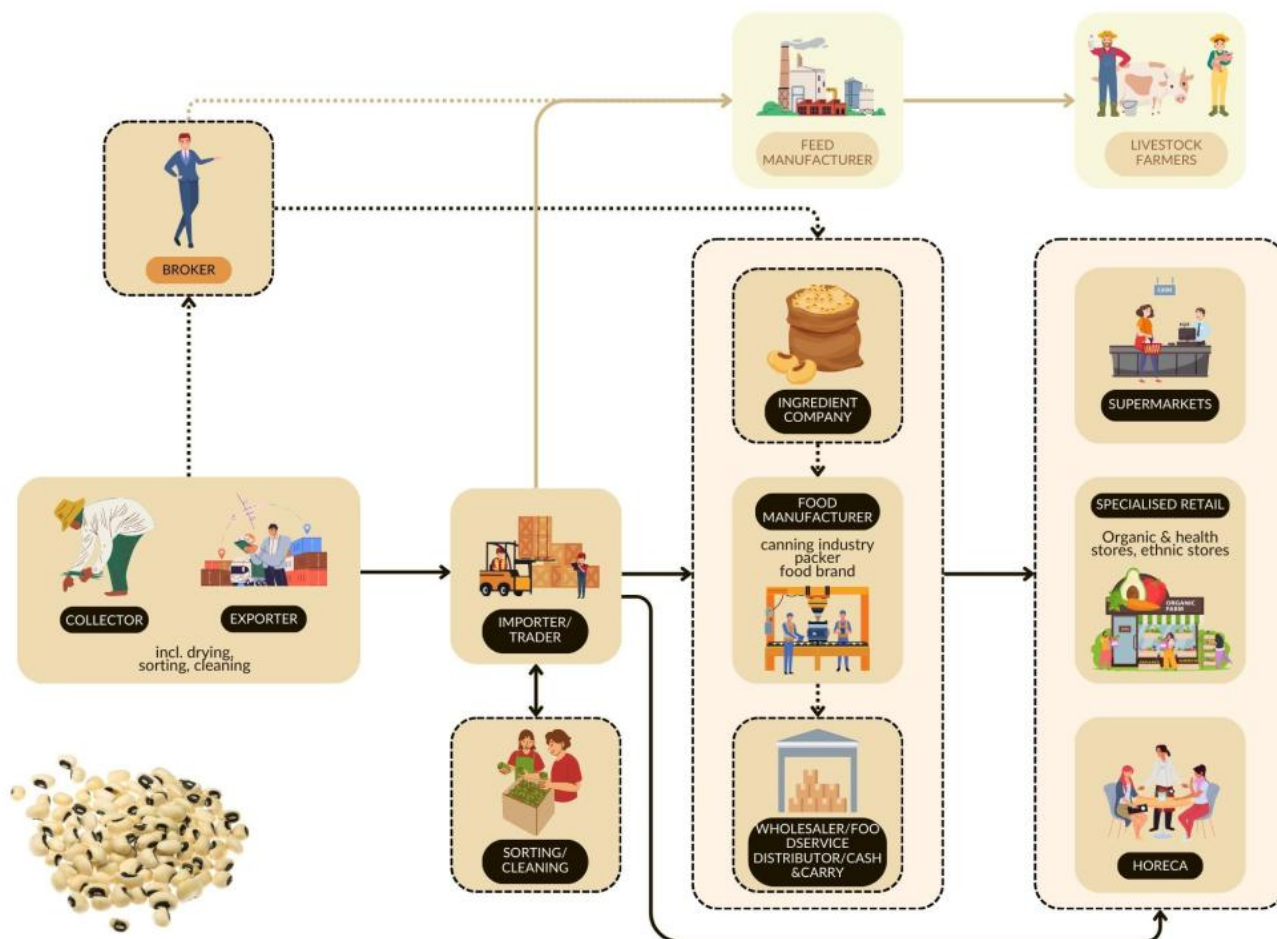 FEED
MANUFACTURER
LIVESTOCK
FARMERS
BROKER
CASH
INGREDIENT
COMPANY
SUPERMARKETS
COLLECTOR
EXPORTER
incl. drying,
sorting, cleaning
IMPORTER/
TRADER
FOOD
MANUFACTURER
canning industry
packer
food brand
SPECIALISED RETAIL
Organic & health
stores, ethnic stores
ORGANIC
FARM
SORTING/
CLEANING
WHOLESALER/FOO
DSERVICE
DISTRIBUTOR/CASH
&CARRY
HORECA